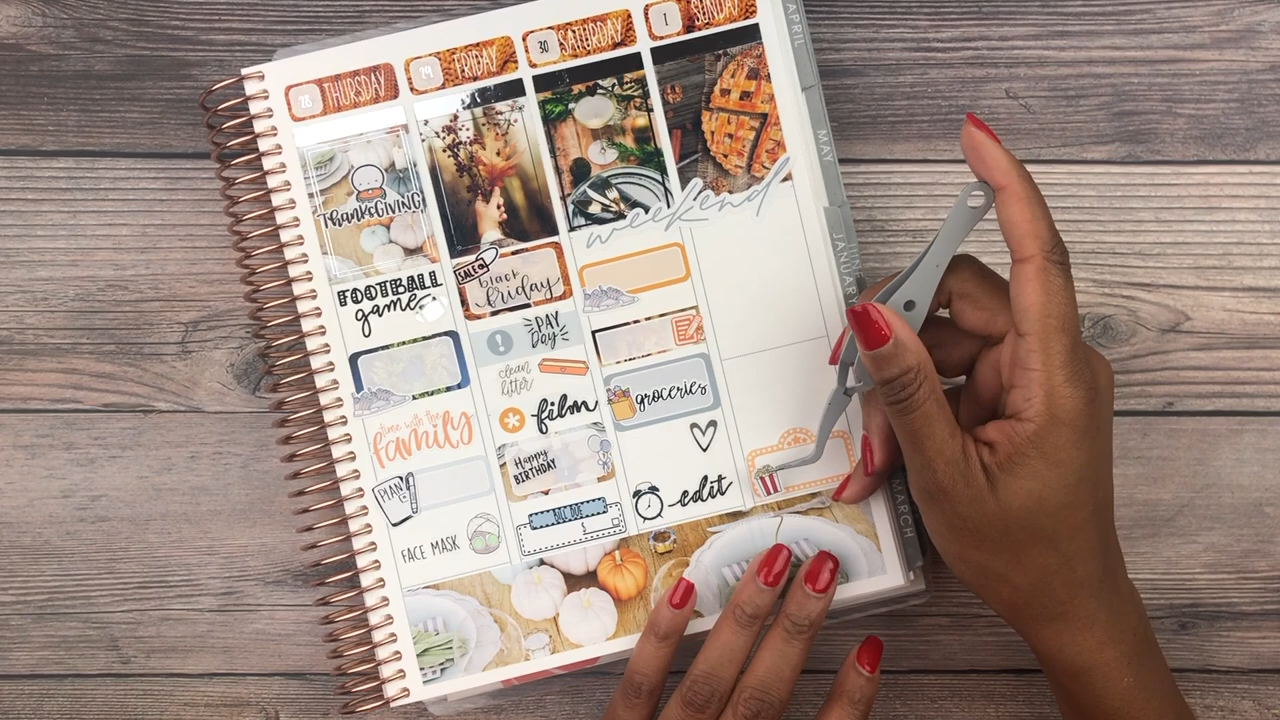 28 THURSDAY
29 FRIDAY
30 SATURDAY
1 SUNDAY
THANKSGIVING
FOOTBALL
game
time with the
family
PLAN
FACE MASK
SALE
black
friday
PAY
DAY
clean
litter
film
Happy
BIRTHDAY
BILL DUE
$
weekend
groceries
edit
APRIL
MAY
JANUARY
MARCH